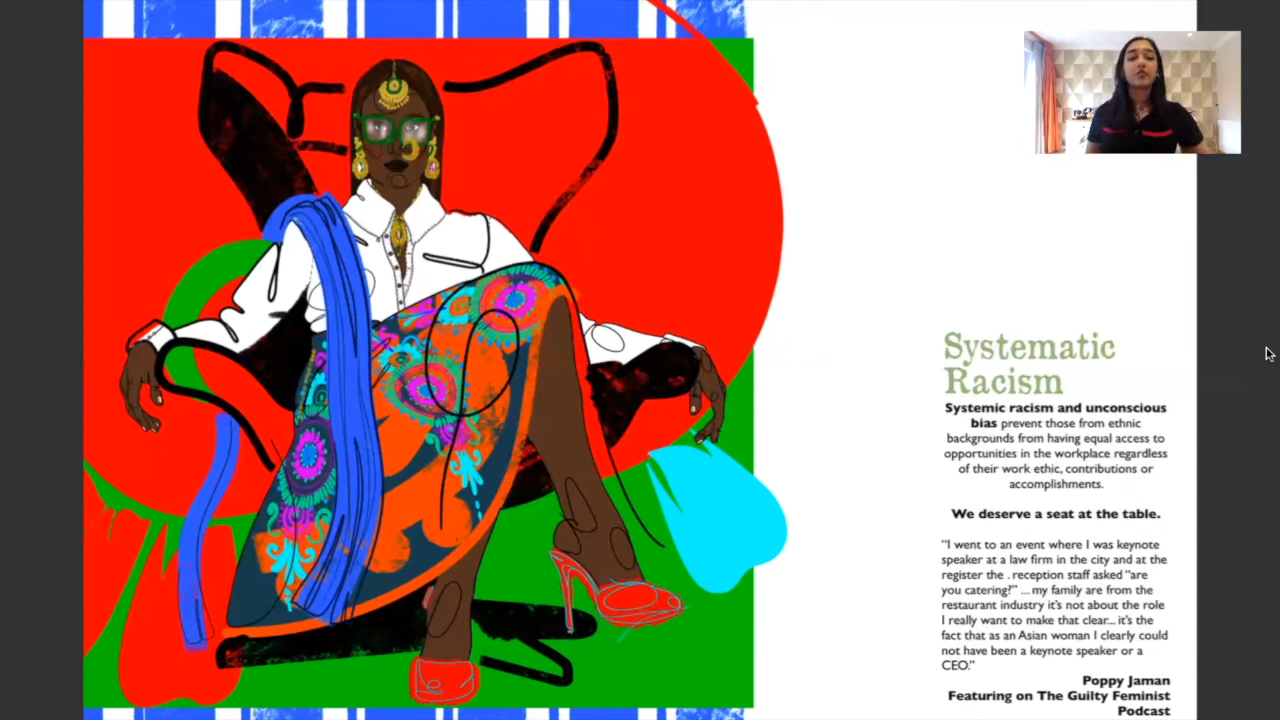 Systematic
Racism
Systemic racism and unconscious
bias prevent those from ethnic
backgrounds from having equal access to
opportunities in the workplace regardless
of their work ethic, contributions or
accomplishments.
We deserve a seat at the table.
“I went to an event where I was keynote
speaker at a law firm in the city and at the
register the . reception staff asked “are
you catering?” ... my family are from the
restaurant industry it’s not about the role
I really want to make that clear... it’s the
fact that as an Asian woman I clearly could
not have been a keynote speaker or a
CEO.”
Poppy Jaman
Featuring on The Guilty Feminist
Podcast